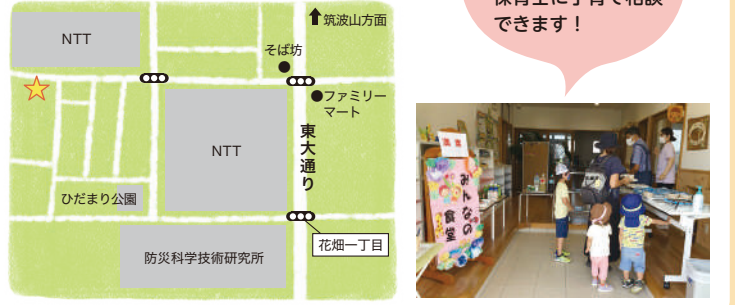 保育士に子育て相談
できます！
筑波山方面
NTT
そば坊
ファミリー
マート
東大通り
NTT
ひだまり公園
花畑一丁目
防災科学技術研究所
満席
みんなの食堂